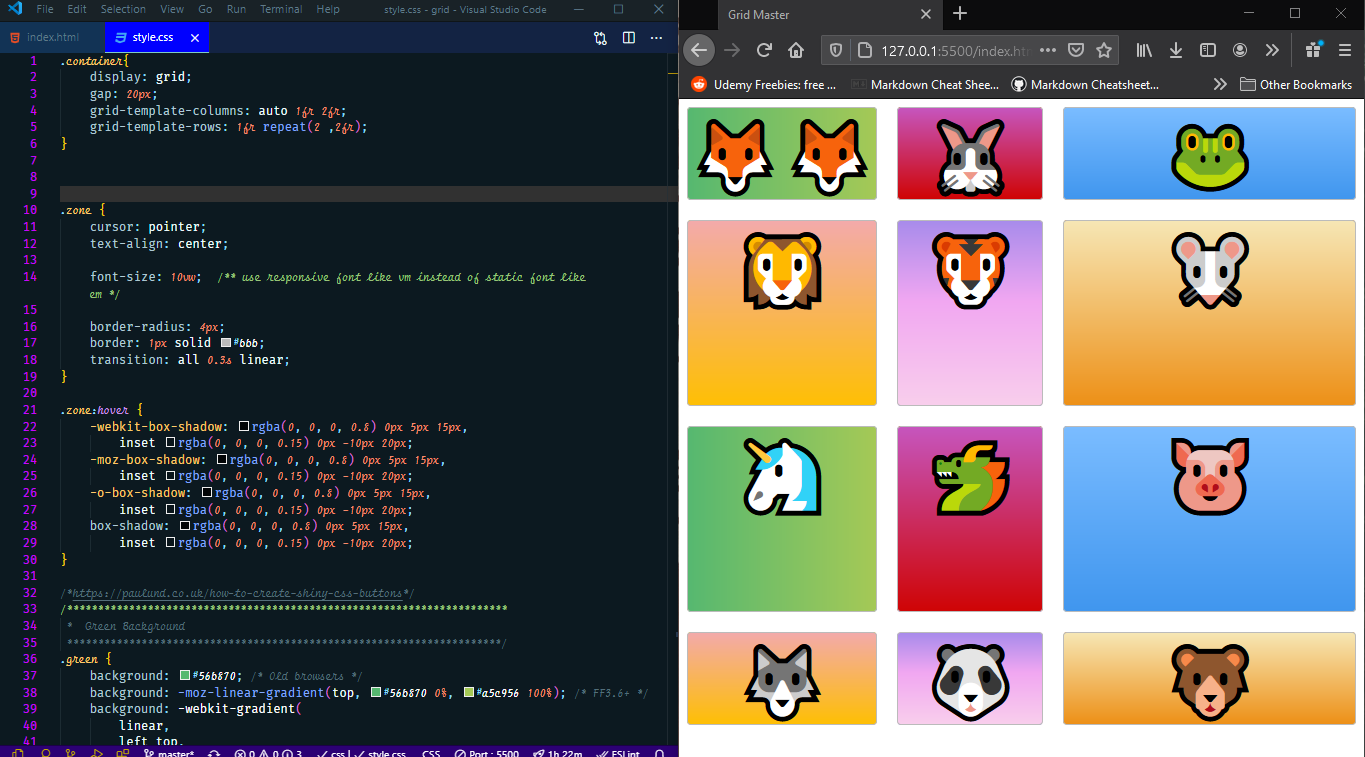 File Edit Selection View Go Run Terminal Help style.css - grid - Visual Studio Code
index.html style.css
1 .container{
2 display: grid;
3 gap: 20px;
4 grid-template-columns: auto 1fr 2fr;
5 grid-template-rows: 1fr repeat(2 ,2fr);
6 }
7
8
9
10 .zone {
11 cursor: pointer;
12 text-align: center;
13
14 font-size: 10vw; /** use responsive font like vm instead of static font like
em */
15
16 border-radius: 4px;
17 border: 1px solid #bbb;
18 transition: all 0.3s linear;
19 }
20
21 .zone:hover {
22 -webkit-box-shadow: rgba(0, 0, 0, 0.8) 0px 5px 15px,
23 inset rgba(0, 0, 0, 0.15) 0px -10px 20px;
24 -moz-box-shadow: rgba(0, 0, 0, 0.8) 0px 5px 15px,
25 inset rgba(0, 0, 0, 0.15) 0px -10px 20px;
26 -o-box-shadow: rgba(0, 0, 0, 0.8) 0px 5px 15px,
27 inset rgba(0, 0, 0, 0.15) 0px -10px 20px;
28 box-shadow: rgba(0, 0, 0, 0.8) 0px 5px 15px,
29 inset rgba(0, 0, 0, 0.15) 0px -10px 20px;
30 }
31
32 /*https://paulund.co.uk/how-to-create-shiny-css-buttons*/
33 /***********************************************************************
34 * Green Background
35 ***********************************************************************/
36 .green {
37 background: #56b870; /* Old browsers */
38 background: -moz-linear-gradient(top, #56b870 0%, #a5c956 100%); /* FF3.6+ */
39 background: -webkit-gradient(
40 linear,
41 left top,
master* 0 0 3 css | style.css CSS Port : 5500 1h 22m ESLint
Grid Master
127.0.0.1:5500/index.ht
Udemy Freebies: free ... Markdown Cheat Shee... Markdown Cheatsheet... Other Bookmarks